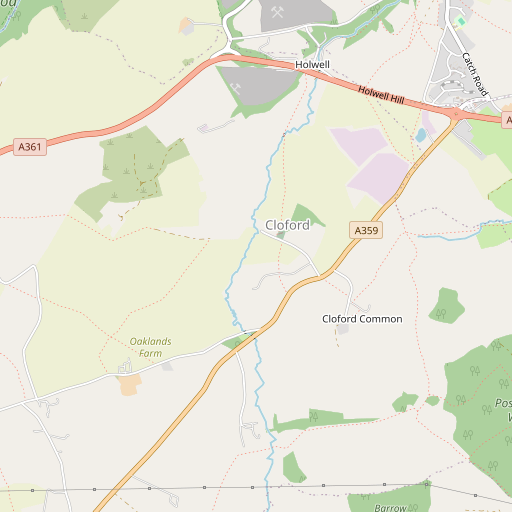 Holwell
Catch Road
Holwell Hill
A361
Cloford
A359
Cloford Common
Oaklands
Farm
Barrow